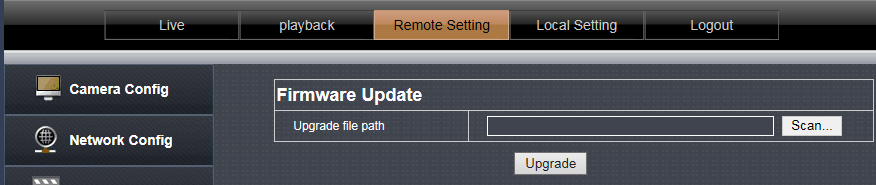 Live playback Remote Setting Local Setting Logout
Camera Config
Network Config
Firmware Update
Upgrade file path Scan...
Upgrade